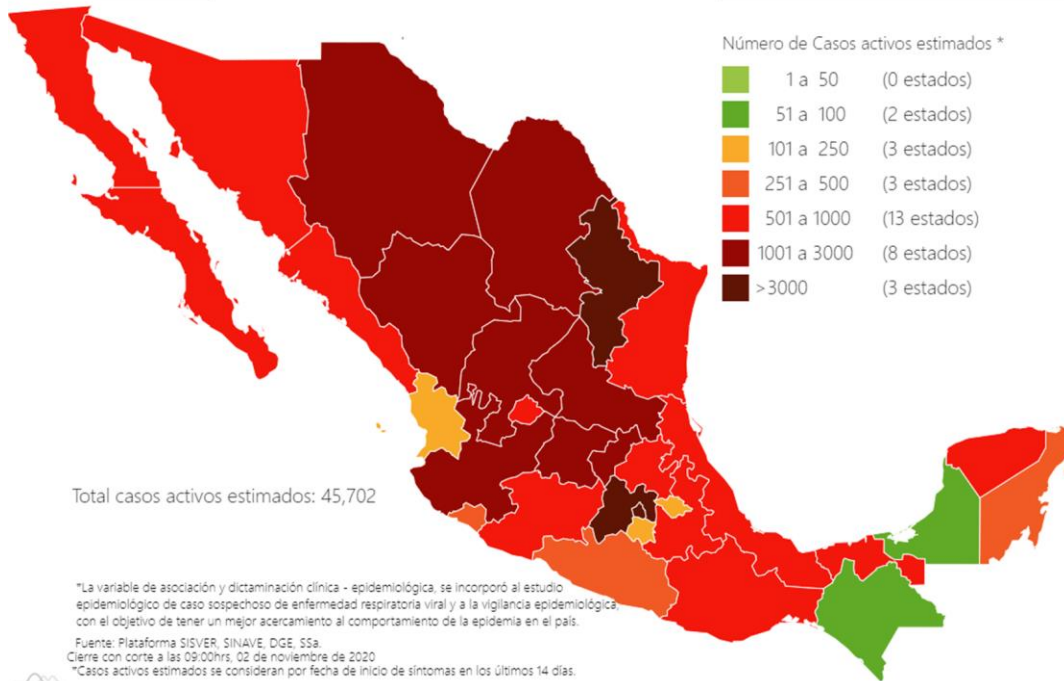 Número de Casos activos estimados *
1 a 50 (0 estados)
51 a 100 (2 estados)
101 a 250 (3 estados)
251 a 500 (3 estados)
501 a 1000 (13 estados)
1001 a 3000 (8 estados)
>3000 (3 estados)
Total casos activos estimados: 45,702
*La variable de asociación y dictaminación clínica - epidemiológica, se incorporó al estudio
epidemiológico de caso sospechoso de enfermedad respiratoria viral y a la vigilancia epidemiológica,
con el objetivo de tener un mejor acercamiento al comportamiento de la epidemia en el país.
Fuente: Plataforma SISVER, SINAVE, DGE, SSa.
Cierre con corte a las 09:00hrs, 02 de noviembre de 2020
*Casos activos estimados se consideran por fecha de inicio de síntomas en los últimos 14 días.